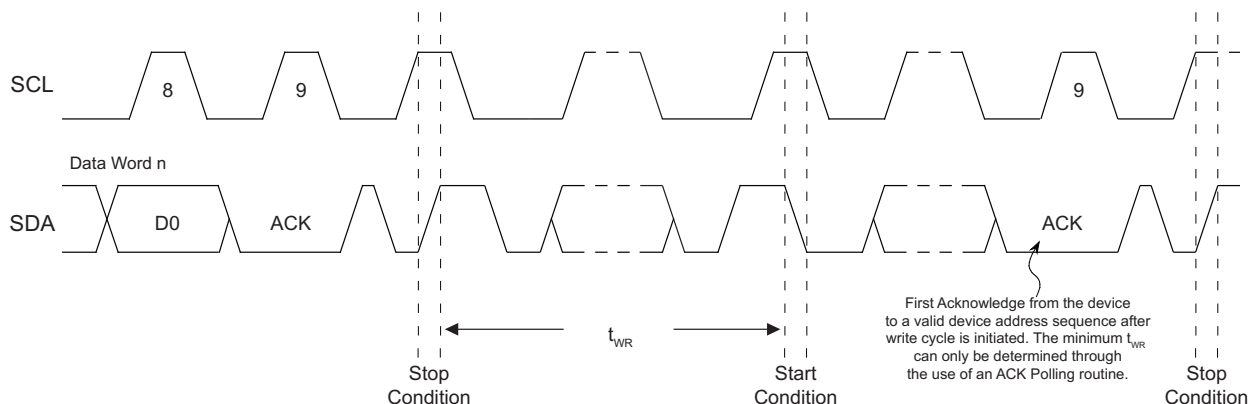 SCL
8
9
9
Data Word n
SDA
D0
ACK
ACK
First Acknowledge from the device
to a valid device address sequence after
write cycle is initiated. The minimum tWR
can only be determined through
the use of an ACK Polling routine.
tWR
Stop
Condition
Start
Condition
Stop
Condition